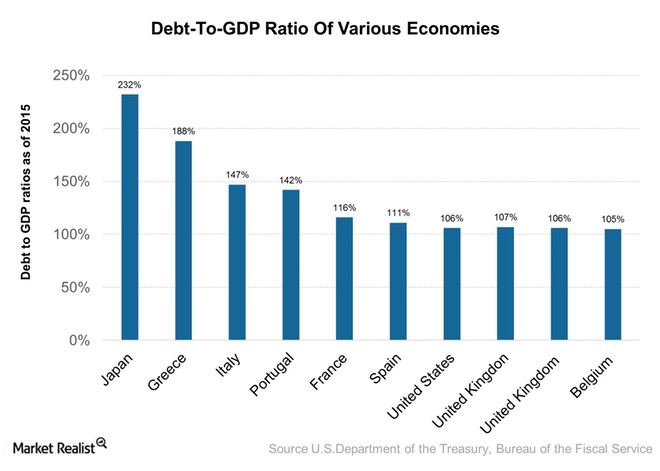 Debt-To-GDP Ratio Of Various Economies
Debt to GDP ratios as of 2015
250%
200%
150%
100%
50%
0%
232%
188%
147%
142%
116%
111%
106%
107%
106%
105%
Japan
Greece
Italy
Portugal
France
Spain
United States
United Kingdon
United Kingdom
Belgium
Market Realist
Source U.S.Department of the Treasury, Bureau of the Fiscal Service